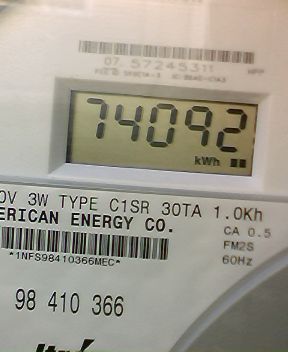 07 57245311
74092
kWh
0V 3W TYPE C1SR 30TA 1.0Kh
ERICAN ENERGY CO.
CA 0.5
FM2S
60Hz
*1NFS98410366MEC*
98 410 366